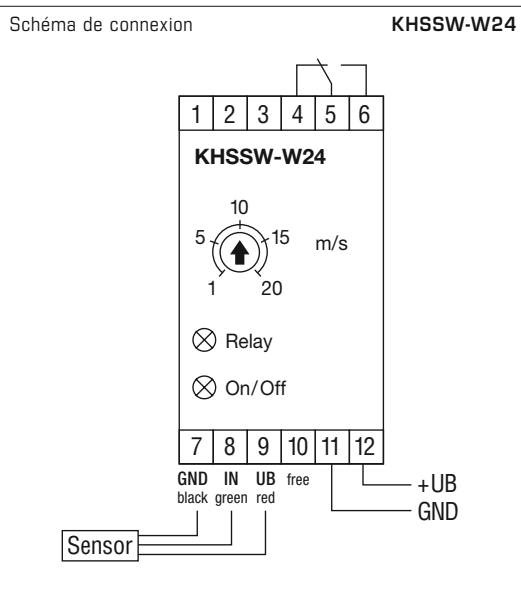 Schéma de connexion KHSSW-W24
1 2 3 4 5 6
KHSSW-W24
10
5 15 m/s
1 20
Relay
On/Off
7 8 9 10 11 12
GND IN UB free
black green red
+UB
GND
Sensor